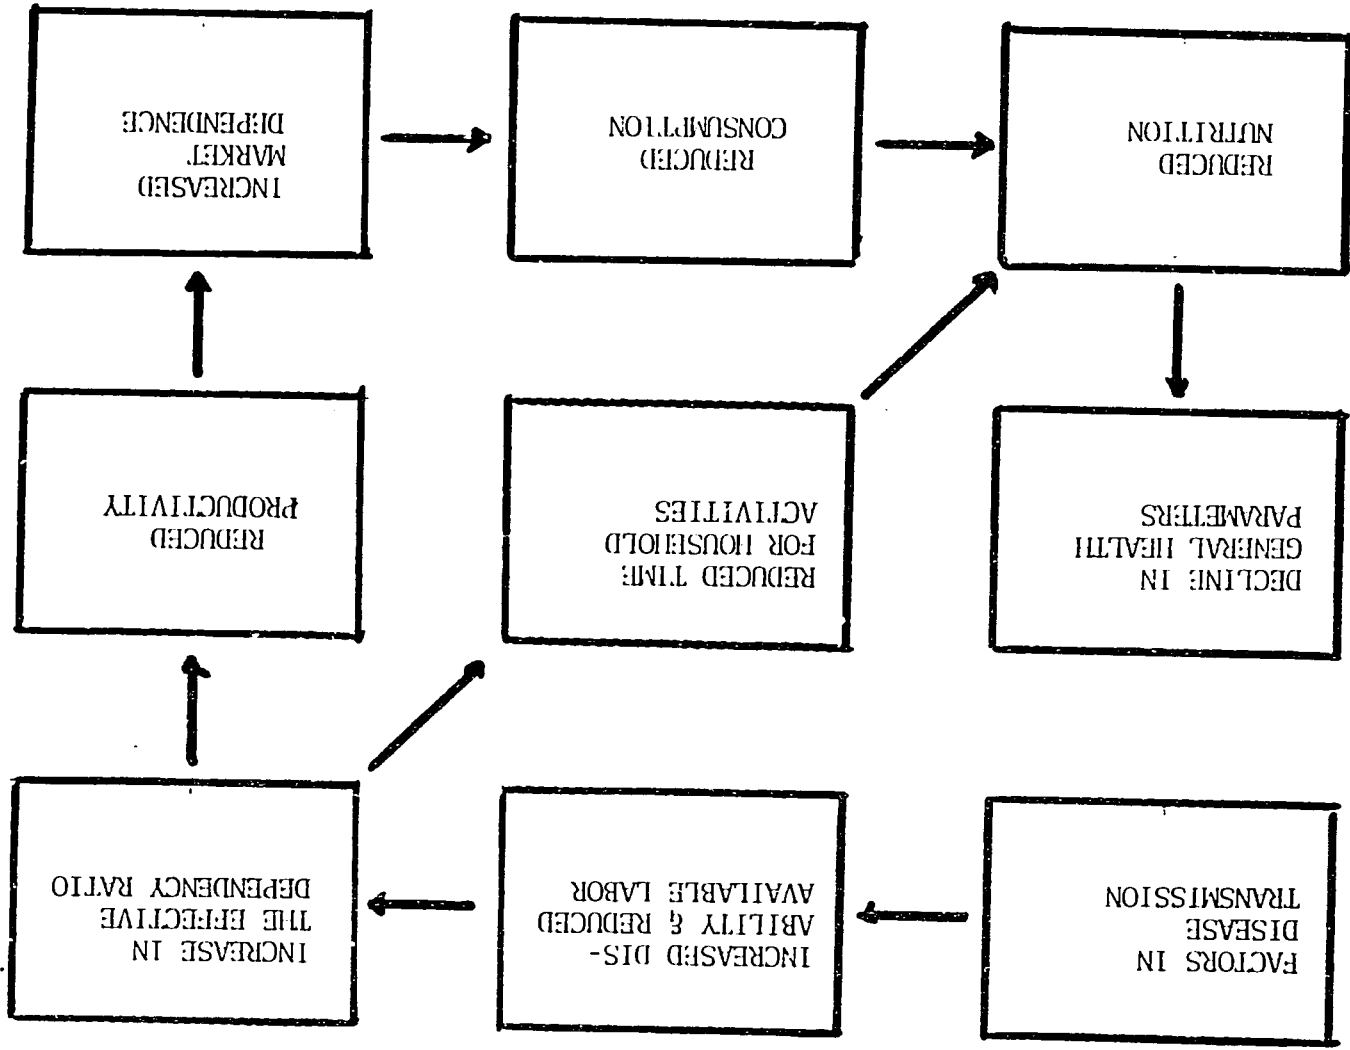 FACTORS IN
DISEASE
TRANSMISSION
INCREASED DIS-
ABILITY & REDUCED
AVAILABLE LABOR
INCREASE IN
THE EFFECTIVE
DEPENDENCY RATIO
DECLINE IN
GENERAL HEALTH
PARAMETERS
REDUCED TIME
FOR HOUSEHOLD
ACTIVITIES
REDUCED
PRODUCTIVITY
REDUCED
NUTRITION
REDUCED
CONSUMPTION
INCREASED
MARKET
DEPENDENCE